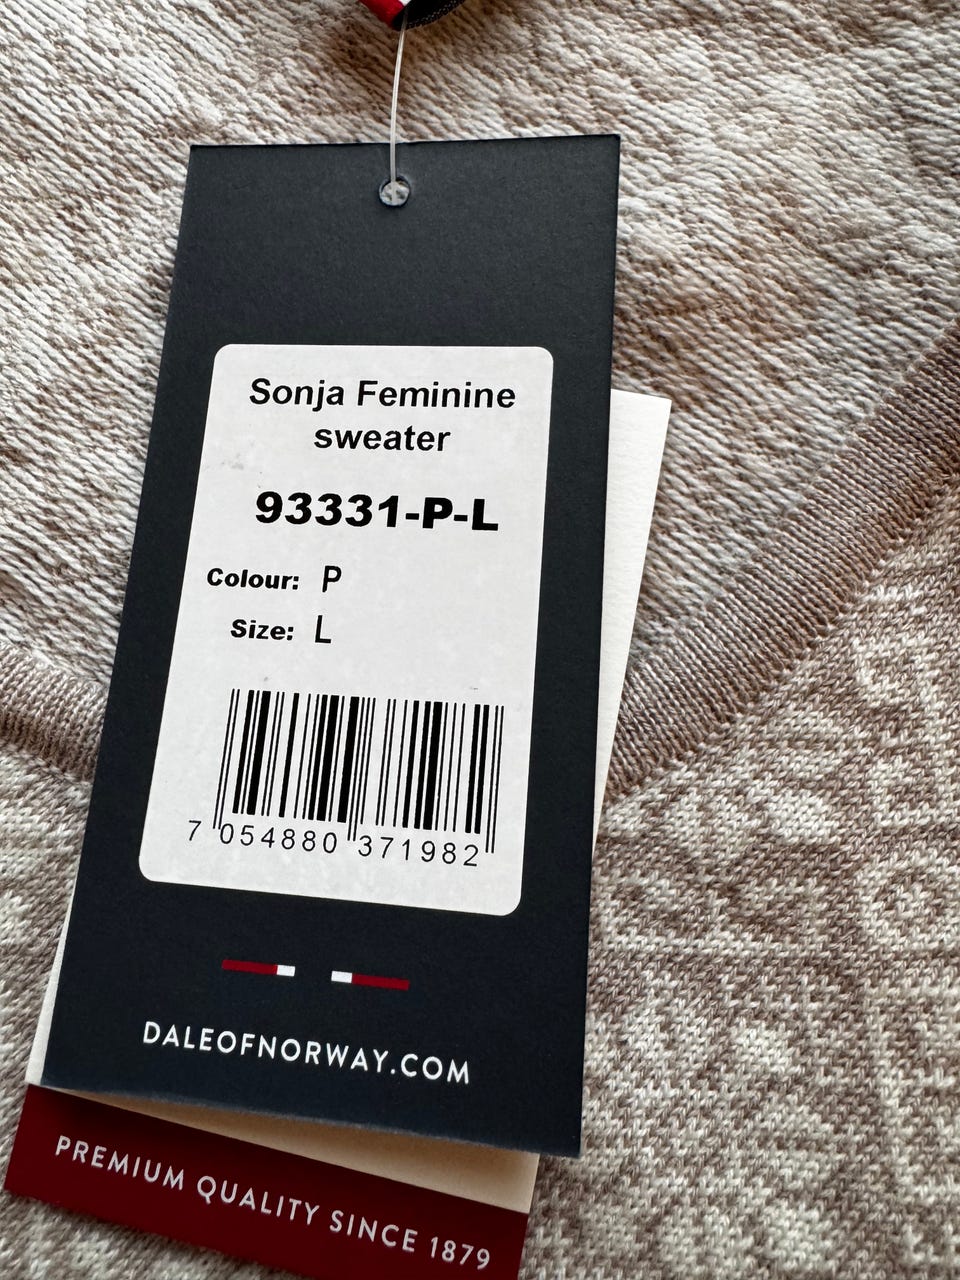 Sonja Feminine
sweater
93331-P-L
Colour: P
Size: L
7 054880 371982
DALEOFNORWAY.COM
PREMIUM QUALITY SINCE 1879